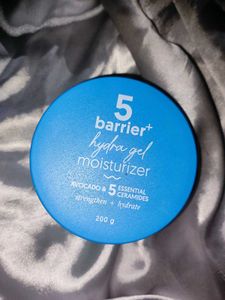 5
barrier+
hydra gel
moisturizer
AVOCADO & 5 ESSENTIAL
CERAMIDES
strengthen + hydrate
200 g